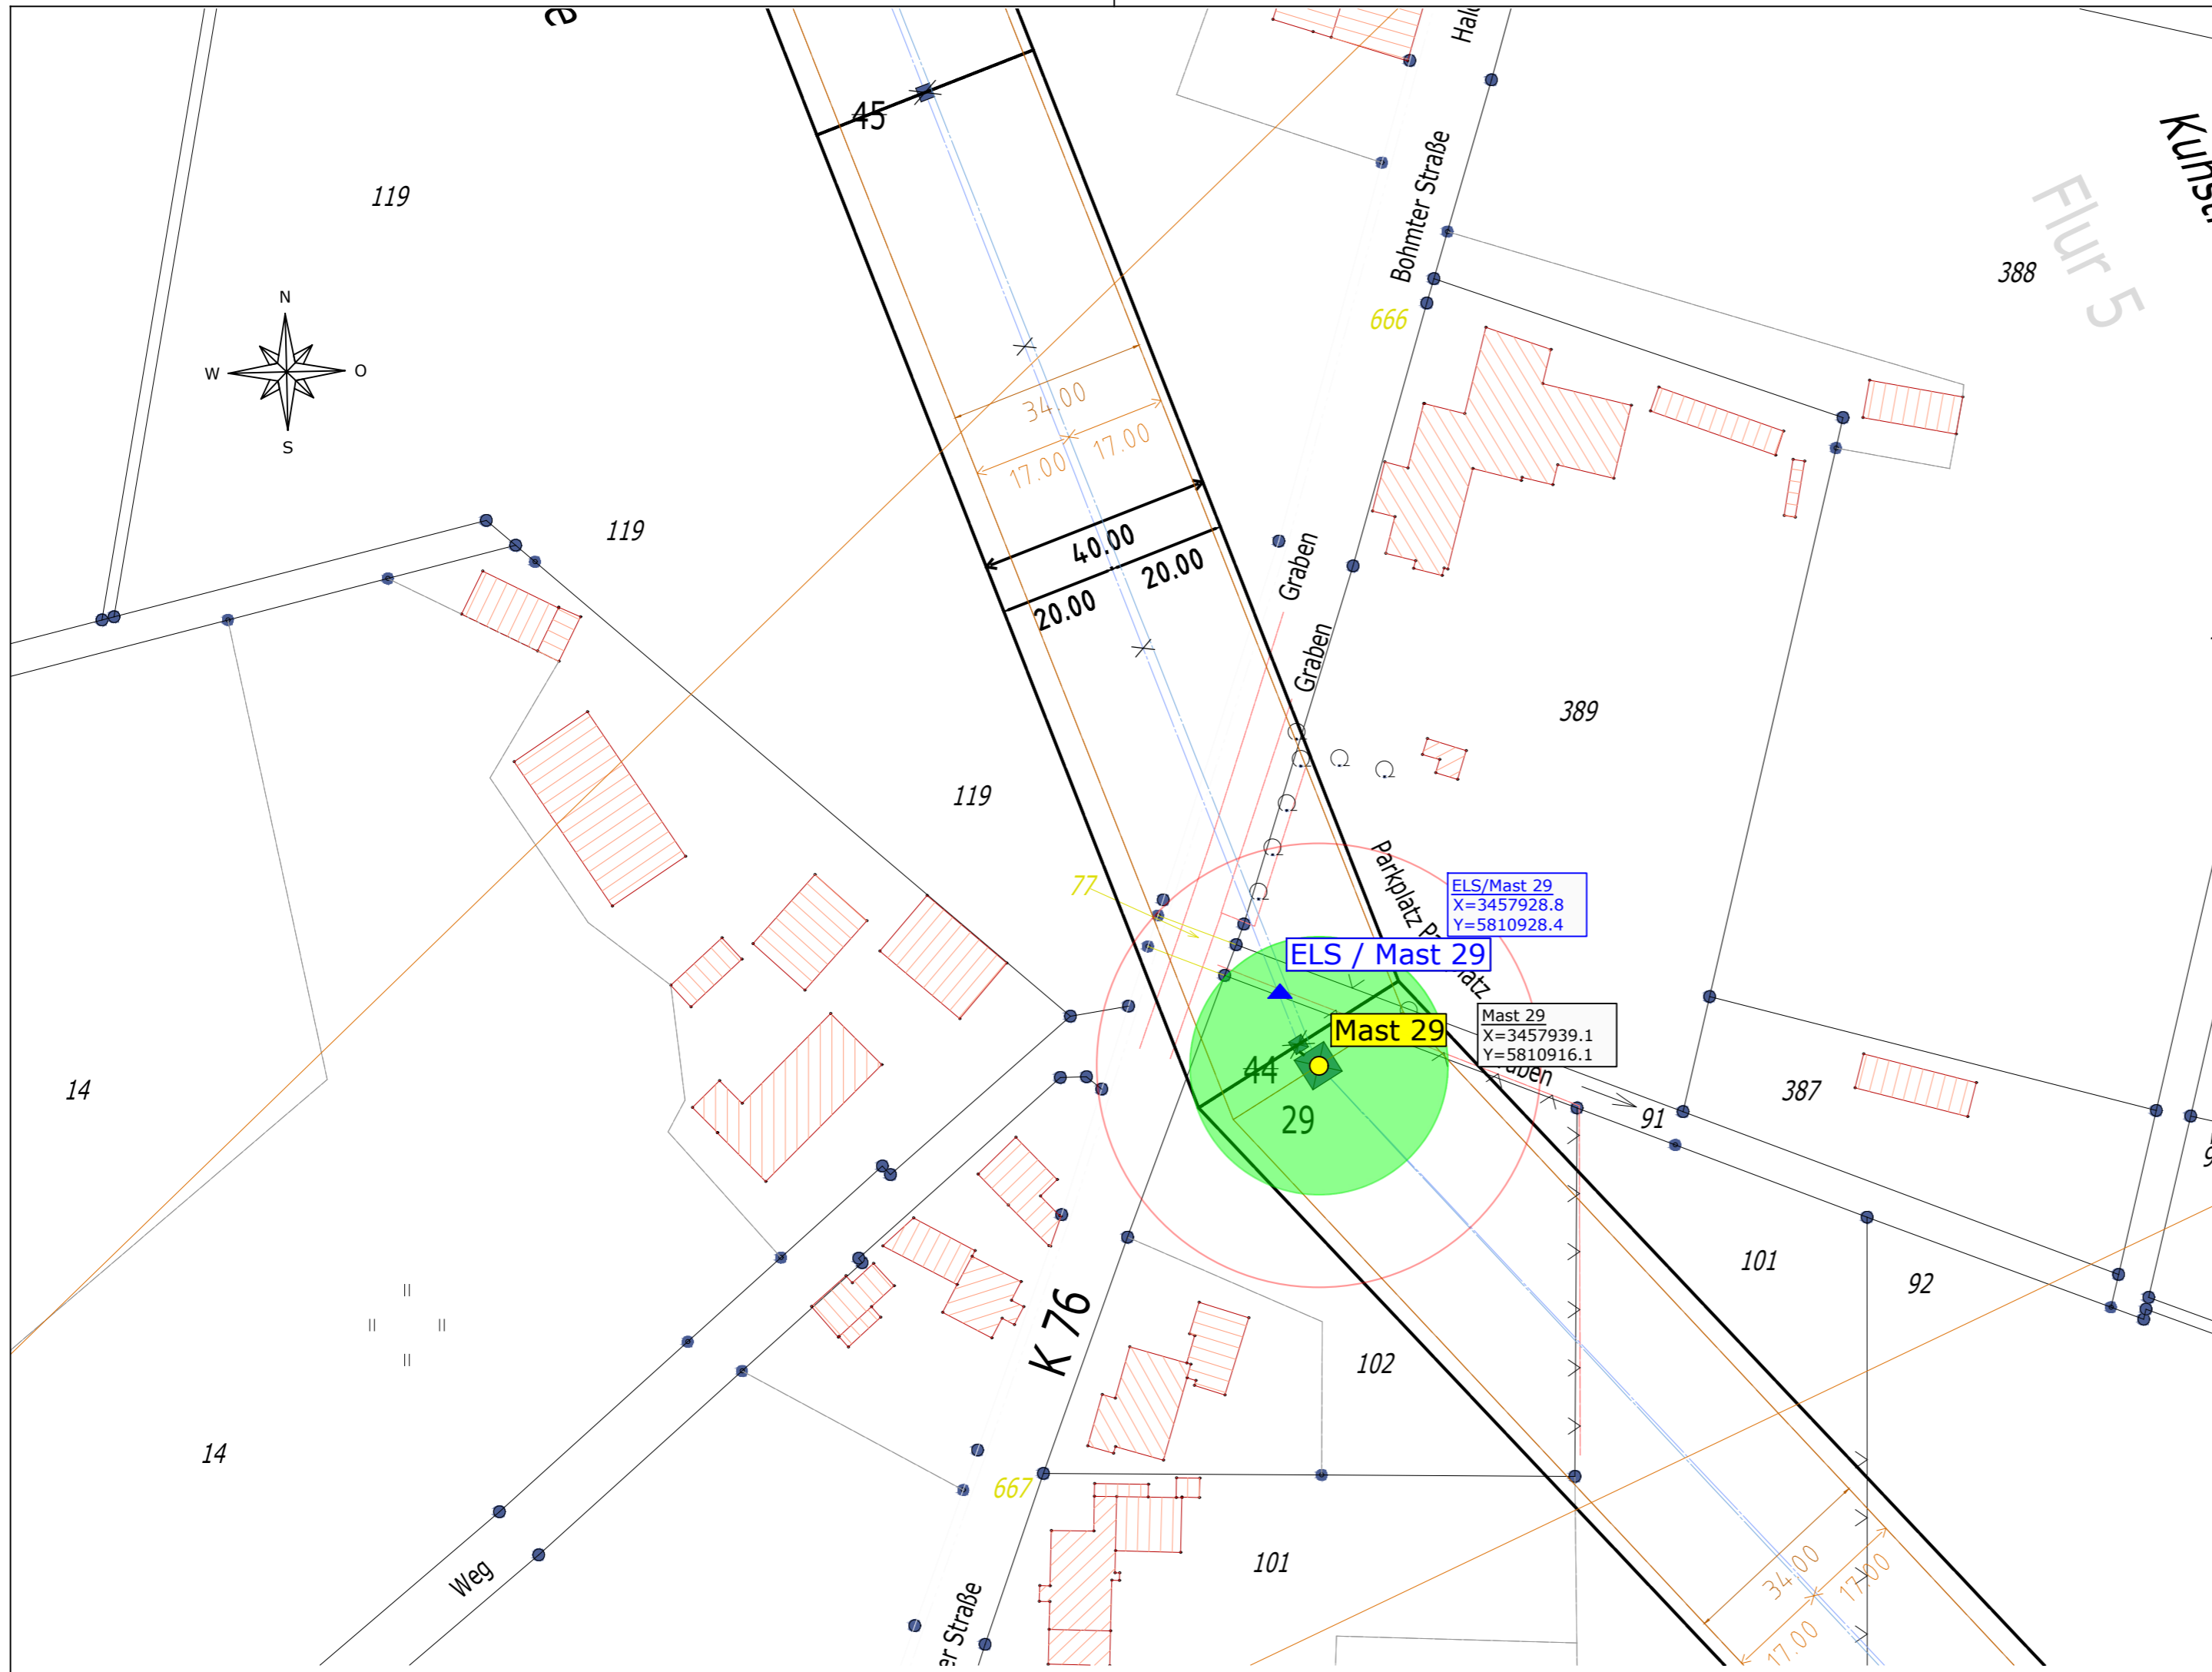 45
119
Bohmter Straße
Flur 5
388
666
N
W
O
S
34.00
17.00
17.00
40.00
20.00
20.00
119
Graben
Graben
389
119
77
Parkplatz
ELS/Mast 29
X=3457928.8
Y=5810928.4
ELS / Mast 29
Mast 29
Mast 29
X=3457939.1
Y=5810916.1
44
29
387
91
14
101
92
K 76
102
14
667
101
Weg
34.00
17.00
17.00